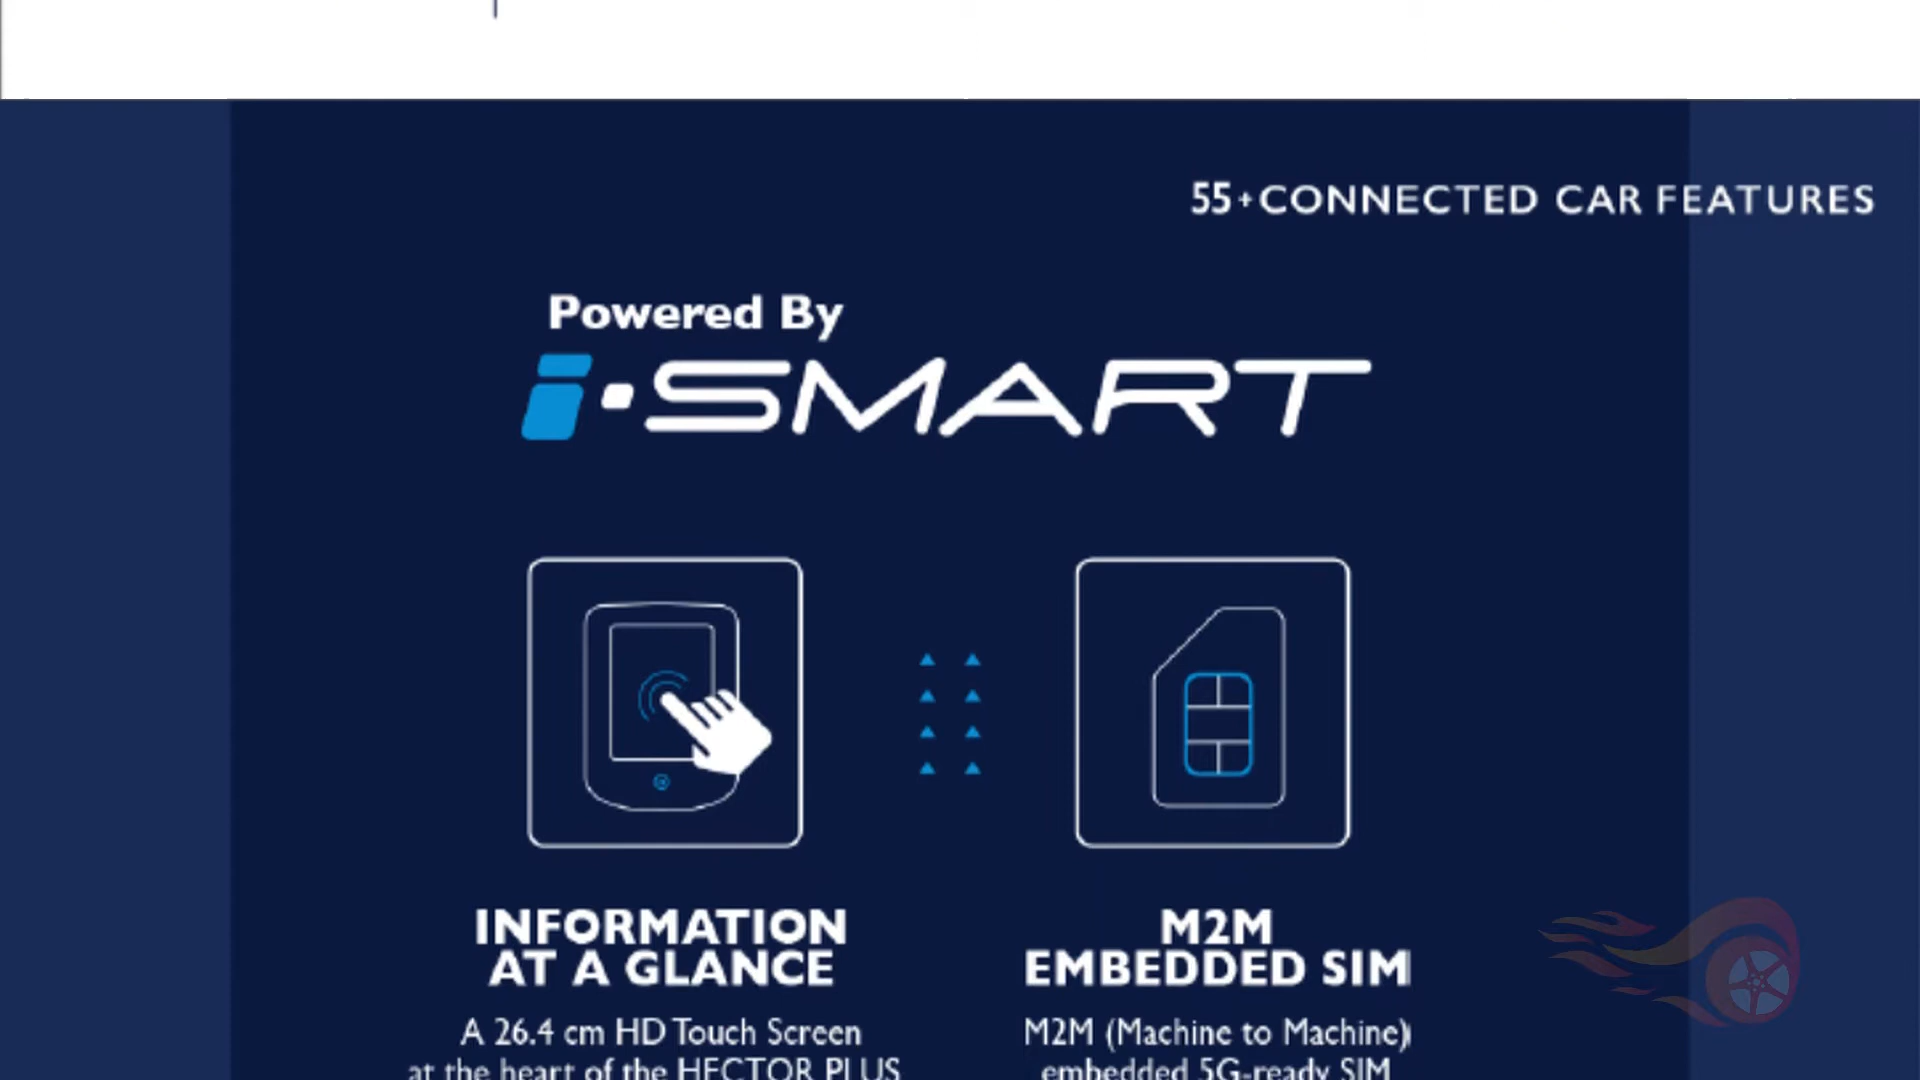 55+CONNECTED CAR FEATURES
Powered By
i·SMART
INFORMATION
AT A GLANCE
A 26.4 cm HD Touch Screen
at the heart of the HECTOR PLUS
M2M
EMBEDDED SIM
M2M (Machine to Machine)
embedded 5G-ready SIM